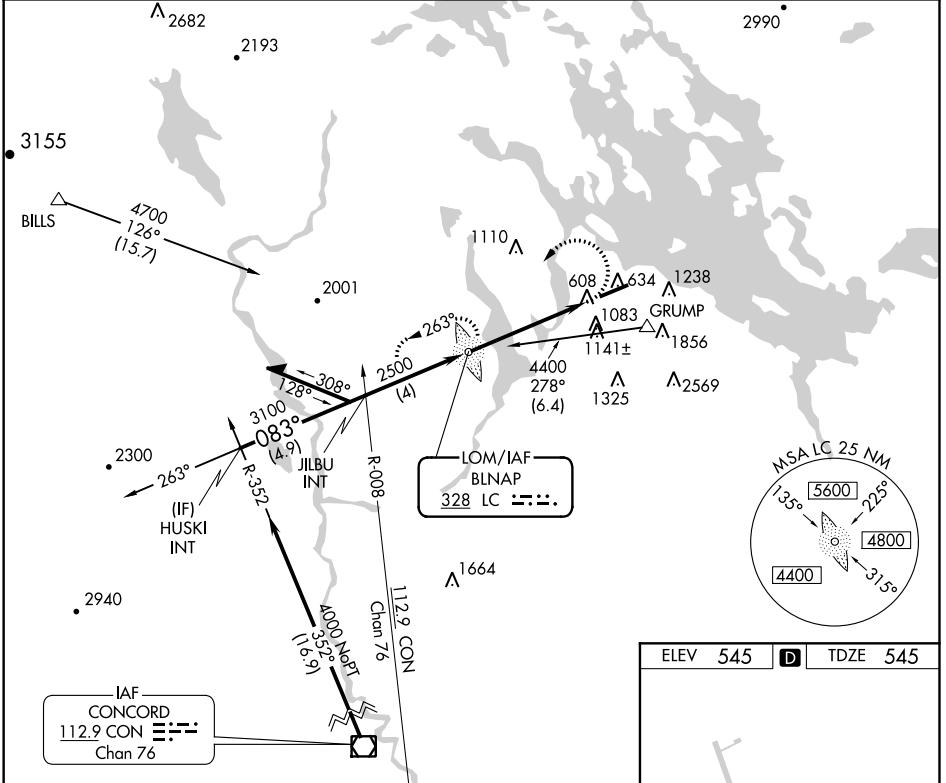 2682
2193
2990
3155
BILLS
4700
126°
(15.7)
2001
1110
608
634
1238
GRUMP
1083
1141±
1856
4400
278°
(6.4)
1325
2569
263°
2500
(4)
308°
128°
3100
083°
(4.9)
JILBU
INT
2300
263°
(IF)
HUSKI
INT
R-352
R-008
LOM/IAF
BLNAP
328 LC
MSA LC 25 NM
135°
5600
225°
4800
4400
315°
1664
2940
4000 NoPT
352°
(16.9)
112.9 CON
Chan 76
IAF
CONCORD
112.9 CON
Chan 76
ELEV 545 D TDZE 545